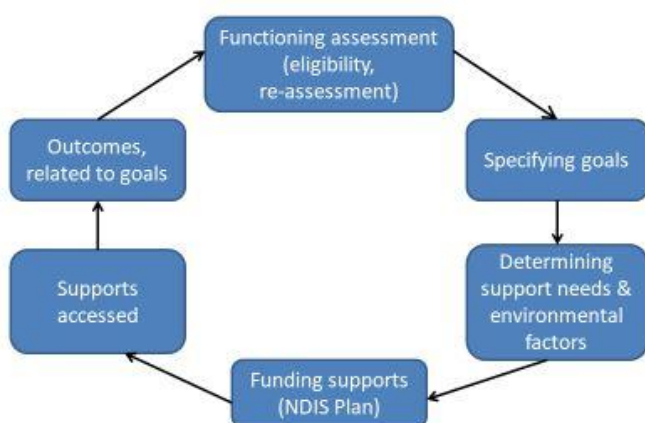 Functioning assessment
(eligibility,
re-assessment)
Specifying goals
Determining
support needs &
environmental
factors
Funding supports
(NDIS Plan)
Supports
accessed
Outcomes,
related to goals